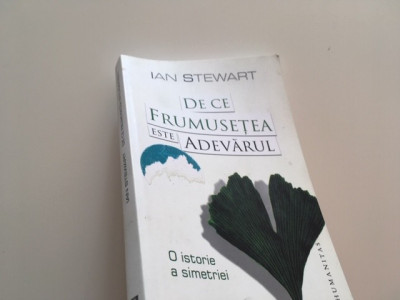 IAN STEWART
DE CE
FRUMUSEȚEA
ESTE ADEVĂRUL
O istorie
a simetriei
HUMANITAS